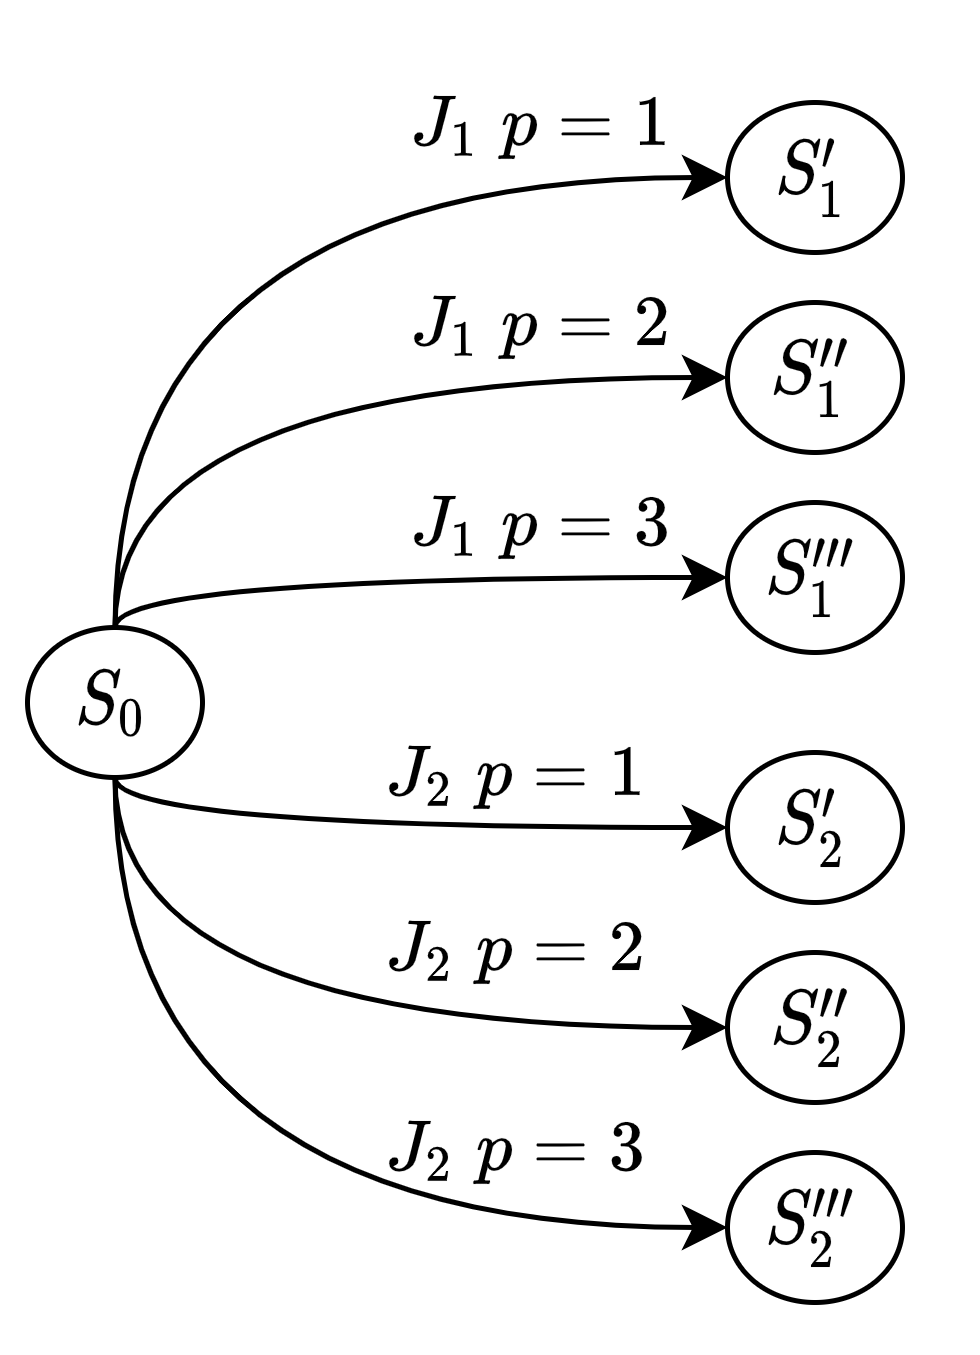 J₁ p = 1
S′₁
J₁ p = 2
S″₁
J₁ p = 3
S‴₁
S₀
J₂ p = 1
S′₂
J₂ p = 2
S″₂
J₂ p = 3
S‴₂